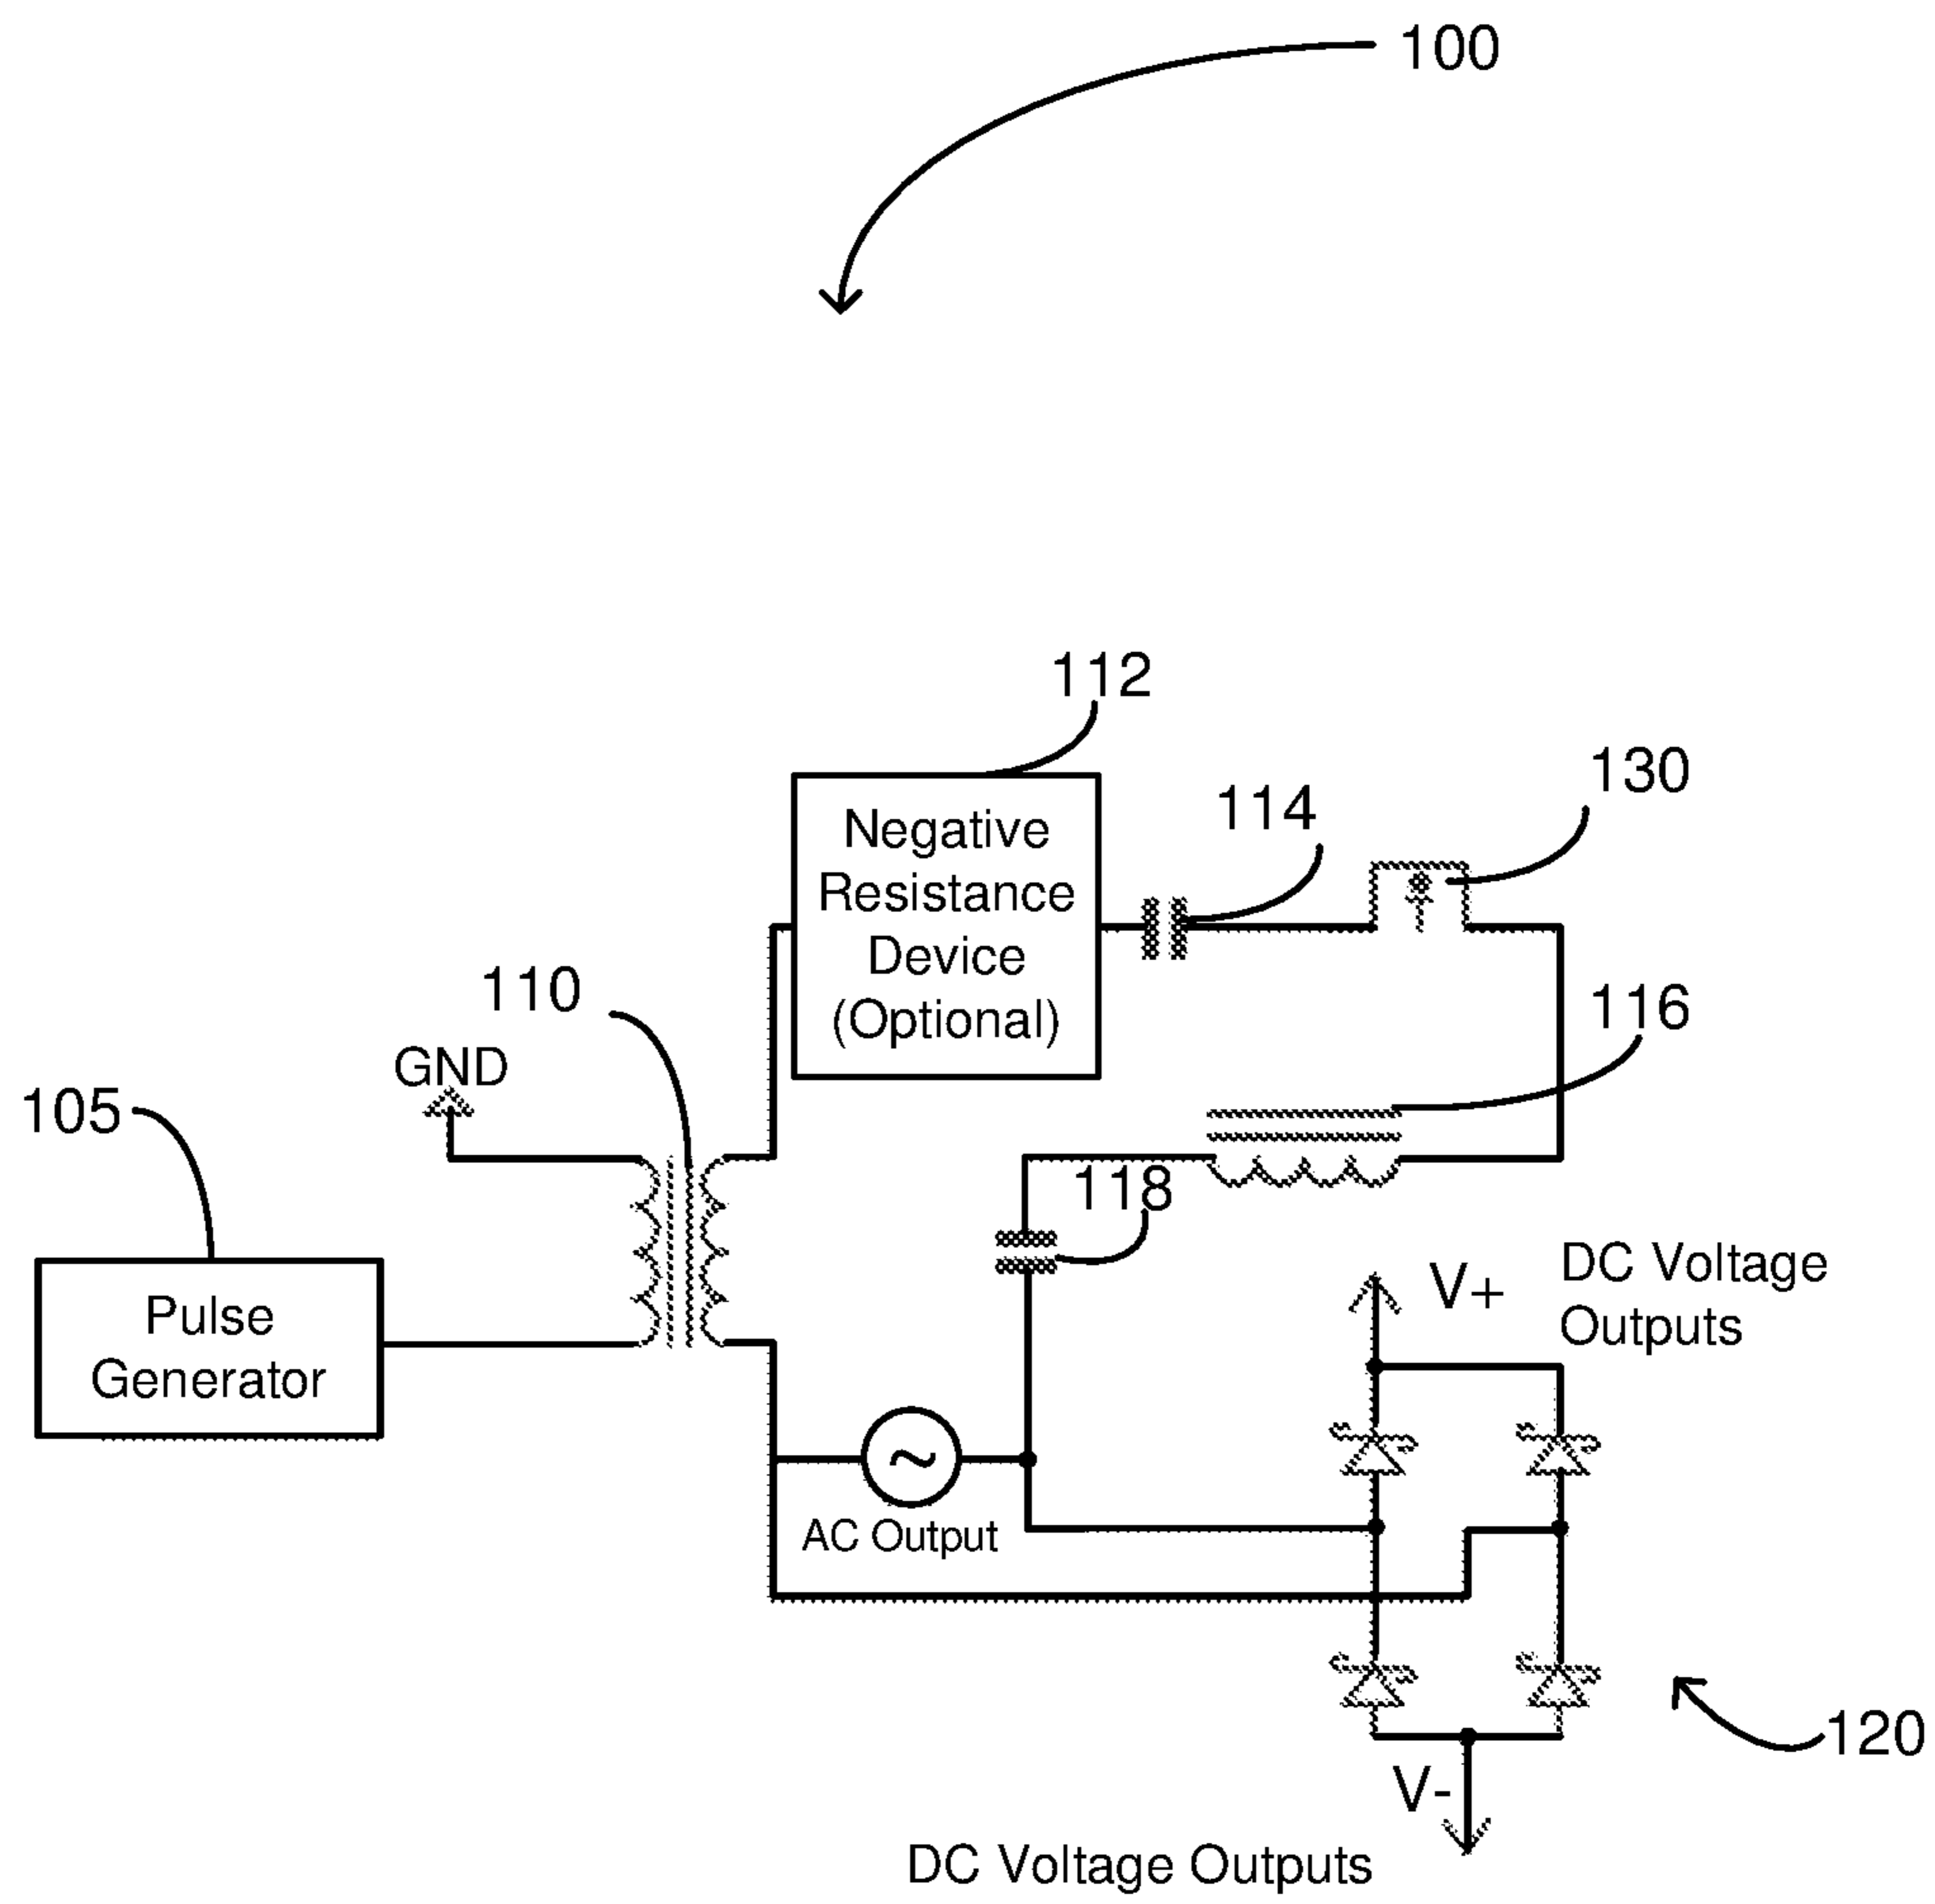 100
112
Negative
Resistance
Device
(Optional)
114
130
110
GND
116
105
118
Pulse
Generator
V+
DC Voltage
Outputs
~
AC Output
120
V-
DC Voltage Outputs